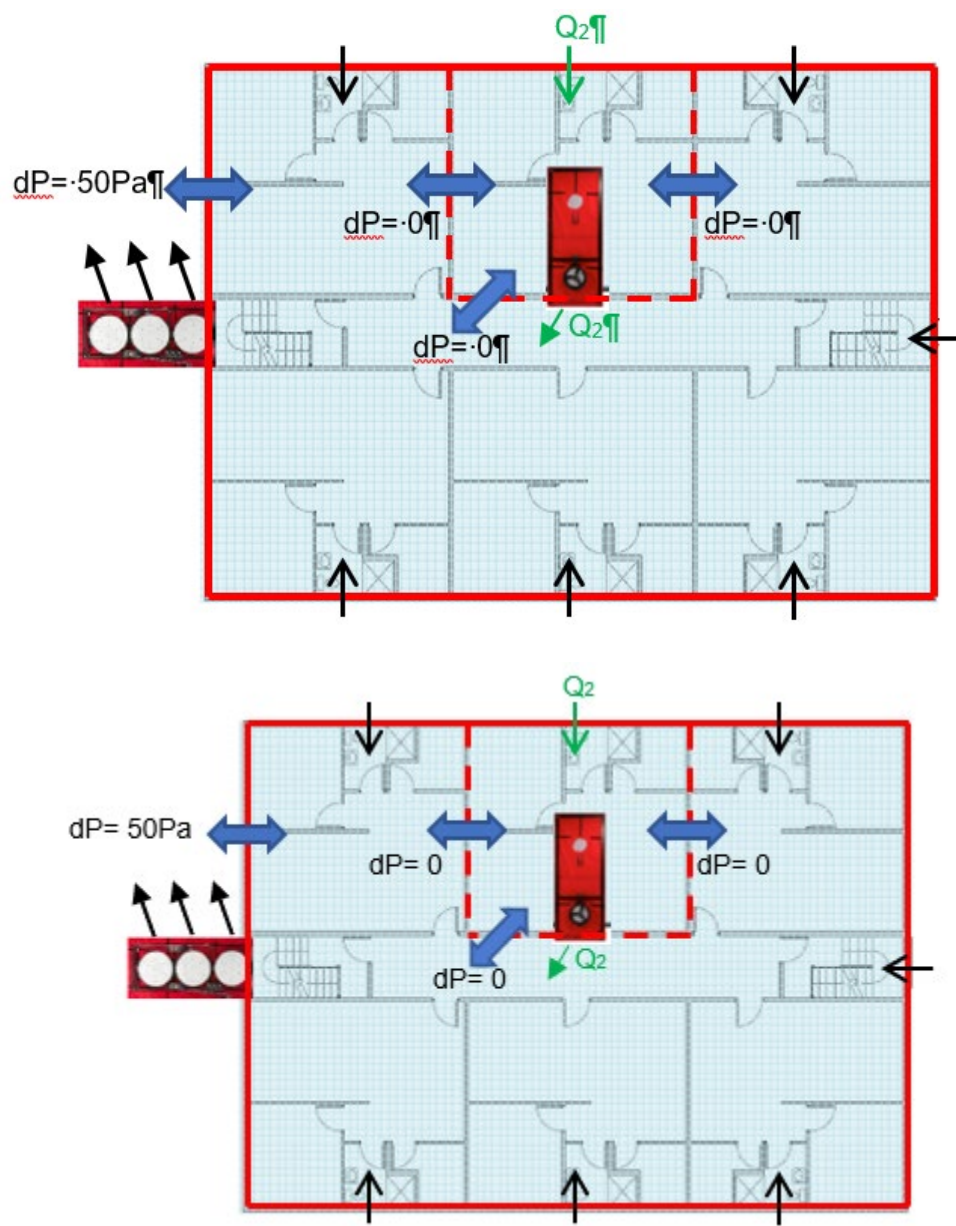 Q₂¶
dP=·50Pa¶
dP=·0¶
dP=·0¶
Q₂¶
dP=·0¶
Q₂
dP= 50Pa
dP= 0
dP= 0
Q₂
dP= 0